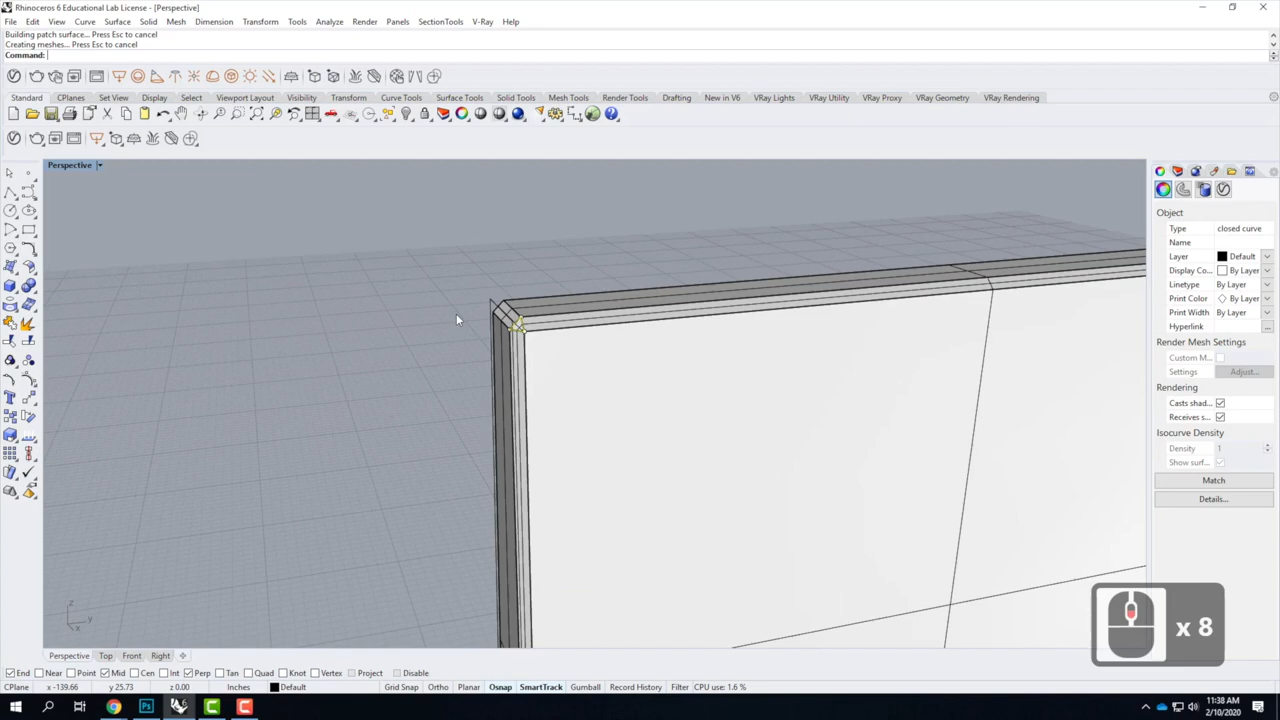 Rhinoceros 6 Educational Lab License - [Perspective]
File Edit View Curve Surface Solid Mesh Dimension Transform Tools Analyze Render Panels SectionTools V-Ray Help
Building patch surface... Press Esc to cancel
Creating meshes... Press Esc to cancel
Command:
Standard CPlanes Set View Display Select Viewport Layout Visibility Transform Curve Tools Surface Tools Solid Tools Mesh Tools Render Tools Drafting New in V6 VRay Lights VRay Utility VRay Proxy VRay Geometry VRay Rendering
Perspective
Object
Type closed curve
Name
Layer Default
Display Co... By Layer
Linetype By Layer
Print Color By Layer
Print Width By Layer
Hyperlink ...
Render Mesh Settings
Custom M...
Settings Adjust...
Rendering
Casts shad...
Receives s...
Isocurve Density
Density 1
Show surf...
Match
Details...
z
y
x
x 8
Perspective Top Front Right
End Near Point Mid Cen Int Perp Tan Quad Knot Vertex Project Disable
CPlane x -139.66 y 25.73 z 0.00 Inches Default Grid Snap Ortho Planar Osnap SmartTrack Gumball Record History Filter CPU use: 1.6 %
Ps
11:38 AM
2/10/2020